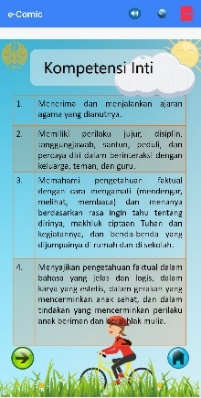 e-Comic
Kompetensi Inti
1. Menerima dan menjalankan ajaran
agama yang dianutnya.
2. Memiliki perilaku jujur, disiplin,
tanggungjawab, santun, peduli, dan
percaya diri dalam berinteraksi dengan
keluarga, teman, dan guru.
3. Memahami pengetahuan faktual
dengan cara mengamati (mendengar,
melihat, membaca) dan menanya
berdasarkan rasa ingin tahu tentang
dirinya, makhluk ciptaan Tuhan dan
kegiatannya, dan benda-benda yang
dijumpainya di rumah dan di sekolah.
4. Menyajikan pengetahuan faktual dalam
bahasa yang jelas dan logis, dalam
karya yang estetis, dalam gerakan yang
mencerminkan anak sehat, dan dalam
tindakan yang mencerminkan perilaku
anak beriman dan berakhlak mulia.